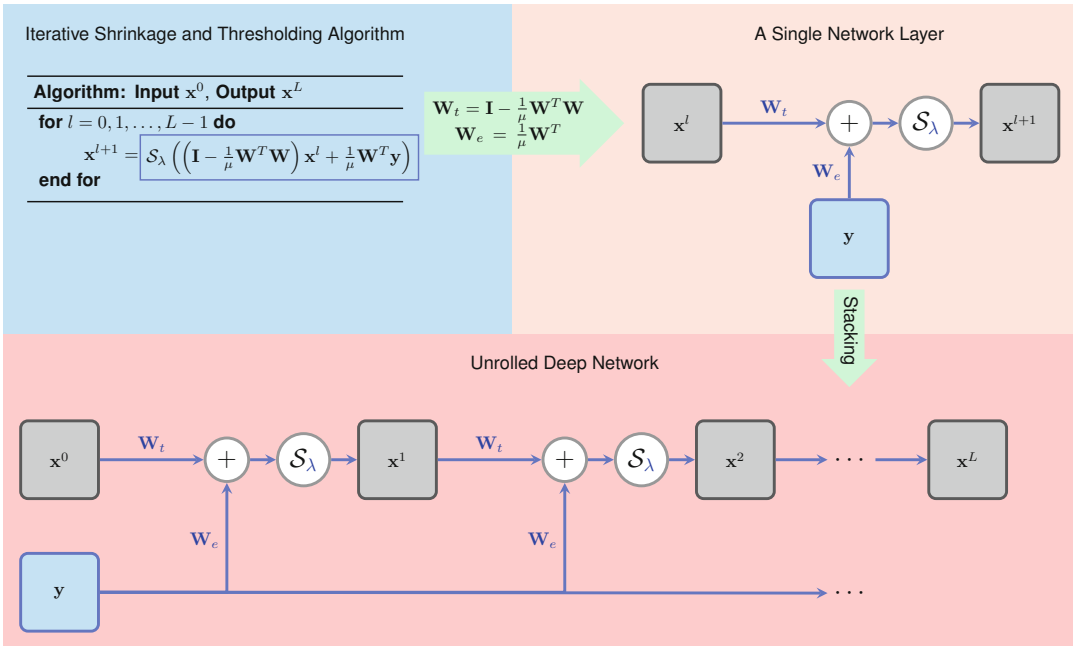 Iterative Shrinkage and Thresholding Algorithm
Algorithm: Input x^0, Output x^L
for l = 0, 1, . . . , L − 1 do
x^{l+1} = S_λ ((I − 1/μ W^T W) x^l + 1/μ W^T y)
end for
W_t = I − 1/μ W^T W
W_e = 1/μ W^T
A Single Network Layer
x^l
W_t
+
S_λ
x^{l+1}
W_e
y
Stacking
Unrolled Deep Network
x^0
W_t
+
S_λ
x^1
W_t
+
S_λ
x^2
· · ·
x^L
W_e
W_e
y
· · ·